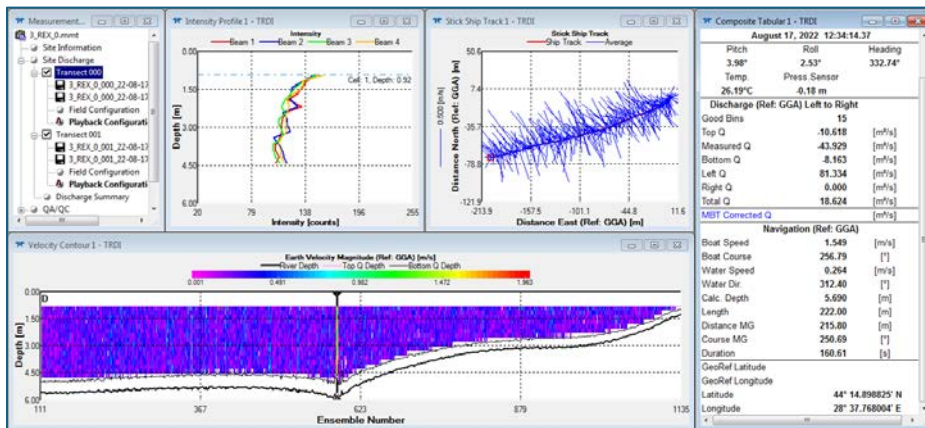 Measurement...
3_REX_0.mmt
Site Information
Site Discharge
Transect 000
3_REX_0_000_22-08-17
3_REX_0_000_22-08-17
Field Configuration
Playback Configuratio
Transect 001
3_REX_0_001_22-08-17
3_REX_0_001_22-08-17
Field Configuration
Playback Configuratio
Discharge Summary
QA/QC
Intensity Profile 1 - TRDI
Intensity
Beam 1 Beam 2 Beam 3 Beam 4
Cell: 1, Depth: 0.92
Depth [m]
0.00
1.50
3.00
4.50
6.00
20 79 138 196 255
Intensity [counts]
Stick Ship Track 1 - TRDI
Stick Ship Track
Ship Track Average
0.500 [m/s]
Distance North (Ref: GGA) [m]
50.6
7.4
-35.7
-78.8
-121.9
-213.9 -157.5 -101.1 -44.8 11.6
Distance East (Ref: GGA) [m]
Velocity Contour 1 - TRDI
Earth Velocity Magnitude (Ref: GGA) [m/s]
0.001 0.491 0.982 1.472 1.963
River Depth Top Q Depth Bottom Q Depth
D
Depth [m]
0.00
1.50
3.00
4.50
6.00
111 367 623 879 1135
Ensemble Number
Composite Tabular 1 - TRDI
August 17, 2022 12:34:14.37
Pitch Roll Heading
3.98° 2.53° 332.74°
Temp. Press.Sensor
26.19°C -0.18 m
Discharge (Ref: GGA) Left to Right
Good Bins 15
Top Q -10.618 [m³/s]
Measured Q -43.929 [m³/s]
Bottom Q -8.163 [m³/s]
Left Q 81.334 [m³/s]
Right Q 0.000 [m³/s]
Total Q 18.624 [m³/s]
MBT Corrected Q [m³/s]
Navigation (Ref: GGA)
Boat Speed 1.549 [m/s]
Boat Course 256.79 [°]
Water Speed 0.264 [m/s]
Water Dir. 312.40 [°]
Calc. Depth 5.690 [m]
Length 222.00 [m]
Distance MG 215.80 [m]
Course MG 250.69 [°]
Duration 160.61 [s]
GeoRef Latitude
GeoRef Longitude
Latitude 44° 14.898825' N
Longitude 28° 37.768004' E